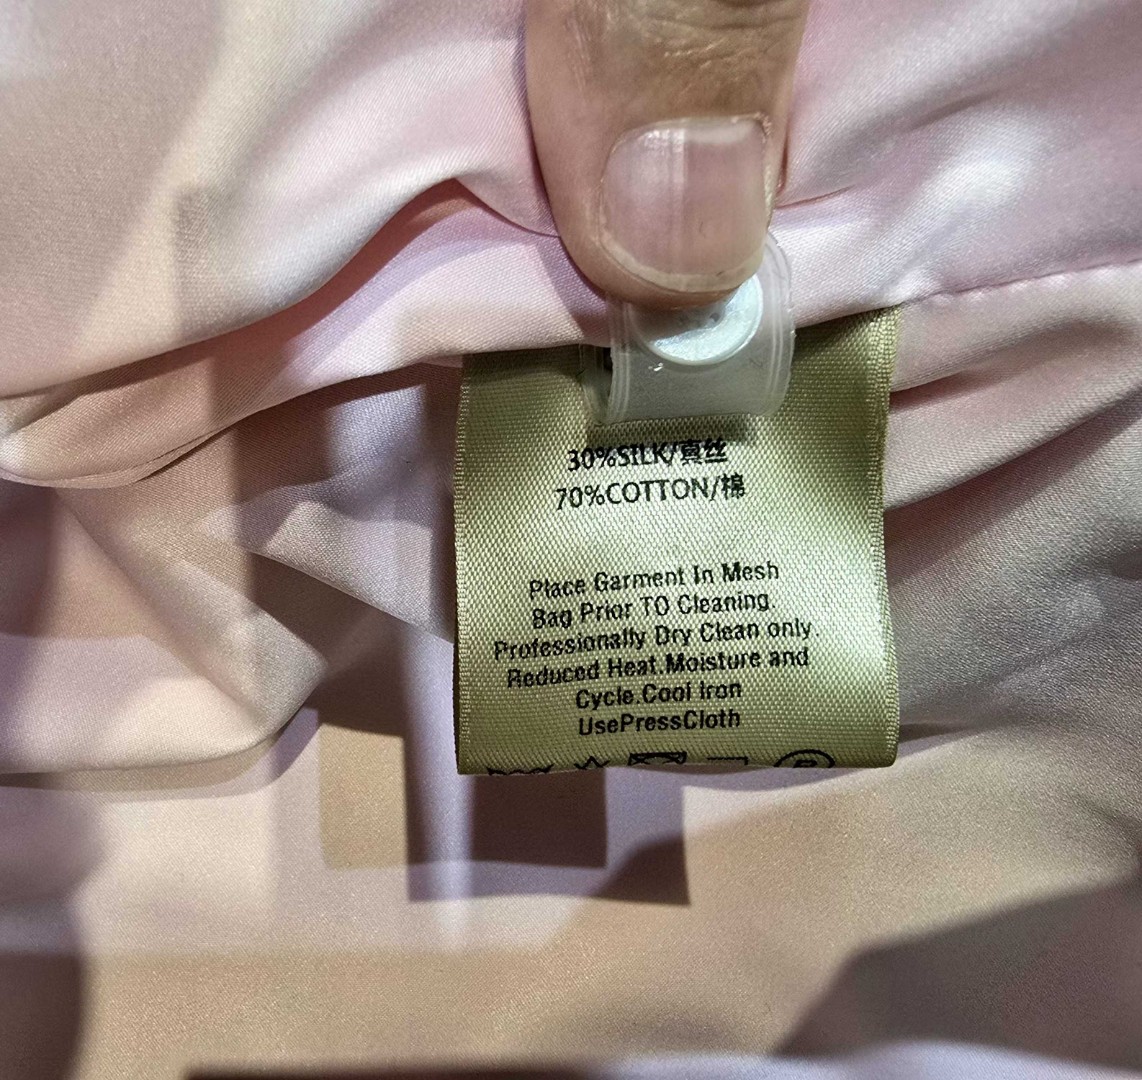 30%SILK/真丝
70%COTTON/棉
Place Garment In Mesh
Bag Prior TO Cleaning.
Professionally Dry Clean only.
Reduced Heat.Moisture and
Cycle.Cool Iron
UsePressCloth